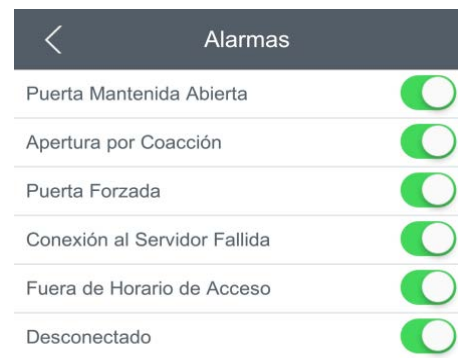 Alarmas
Puerta Mantenida Abierta
Apertura por Coacción
Puerta Forzada
Conexión al Servidor Fallida
Fuera de Horario de Acceso
Desconectado